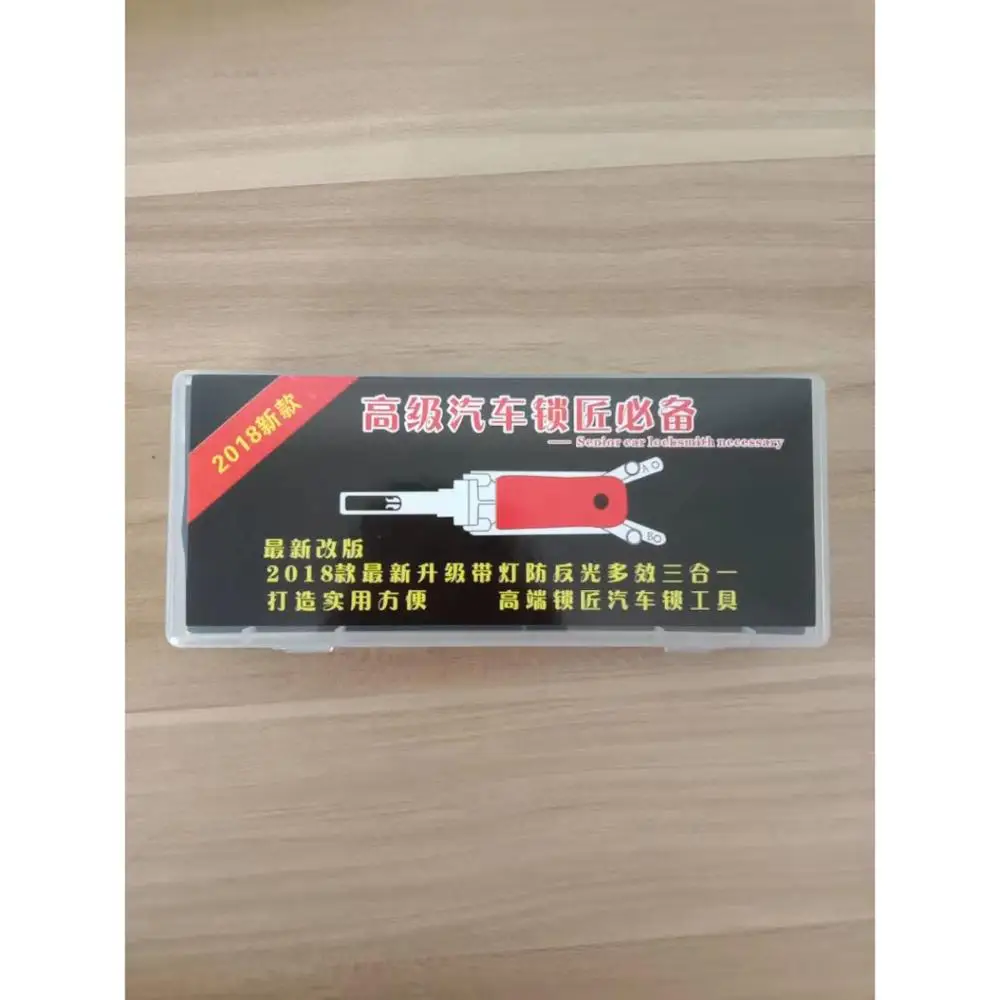 2018新款
高级汽车锁匠必备
—— Senior car locksmith necessary
A
B
最新改版
2018款最新升级带灯防反光多效三合一
打造实用方便 高端锁匠汽车锁工具